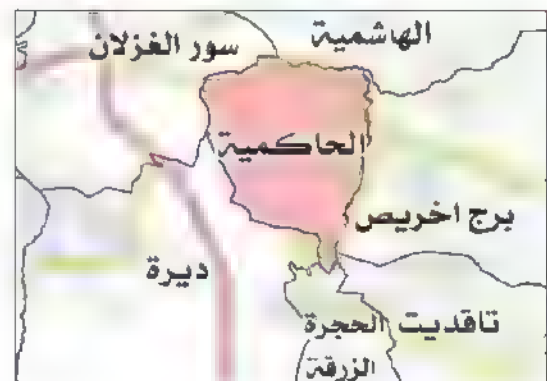 الهاشمية
سور الغزلان
الحاكمية
برج اخريص
ديرة
تاقديت
الحجرة
الزرقة